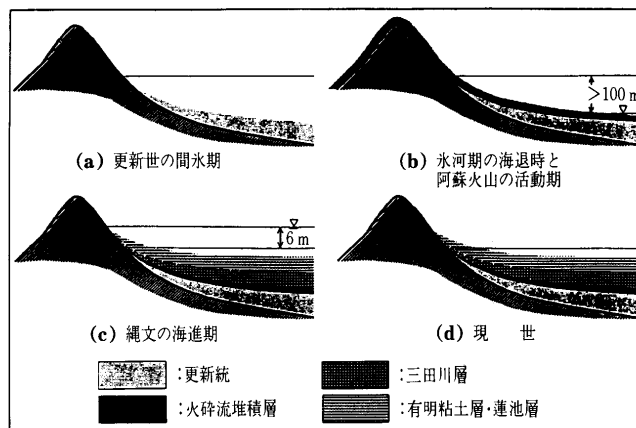 (a) 更新世の間氷期
>100 m
(b) 氷河期の海退時と
阿蘇火山の活動期
6 m
(c) 縄文の海進期
(d) 現 世
:更新統
:三田川層
:火砕流堆積層
:有明粘土層·蓮池層